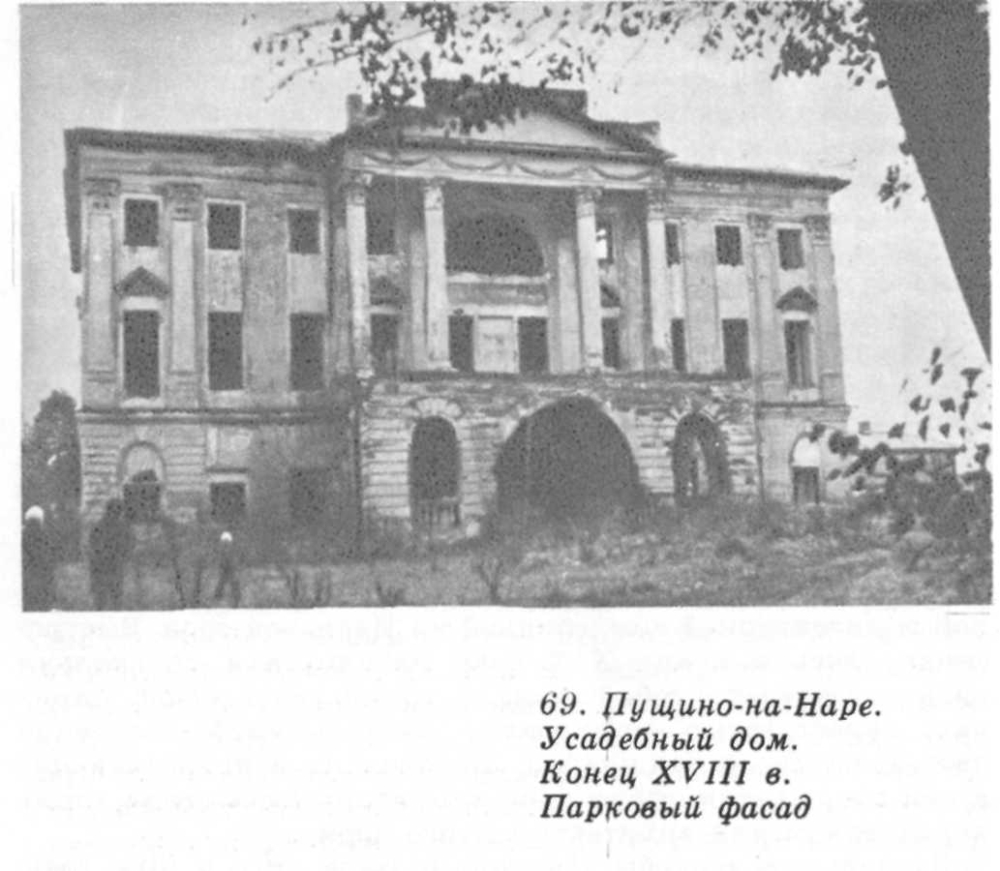 69. Пущино-на-Наре.
Усадебный дом.
Конец XVIII в.
Парковый фасад